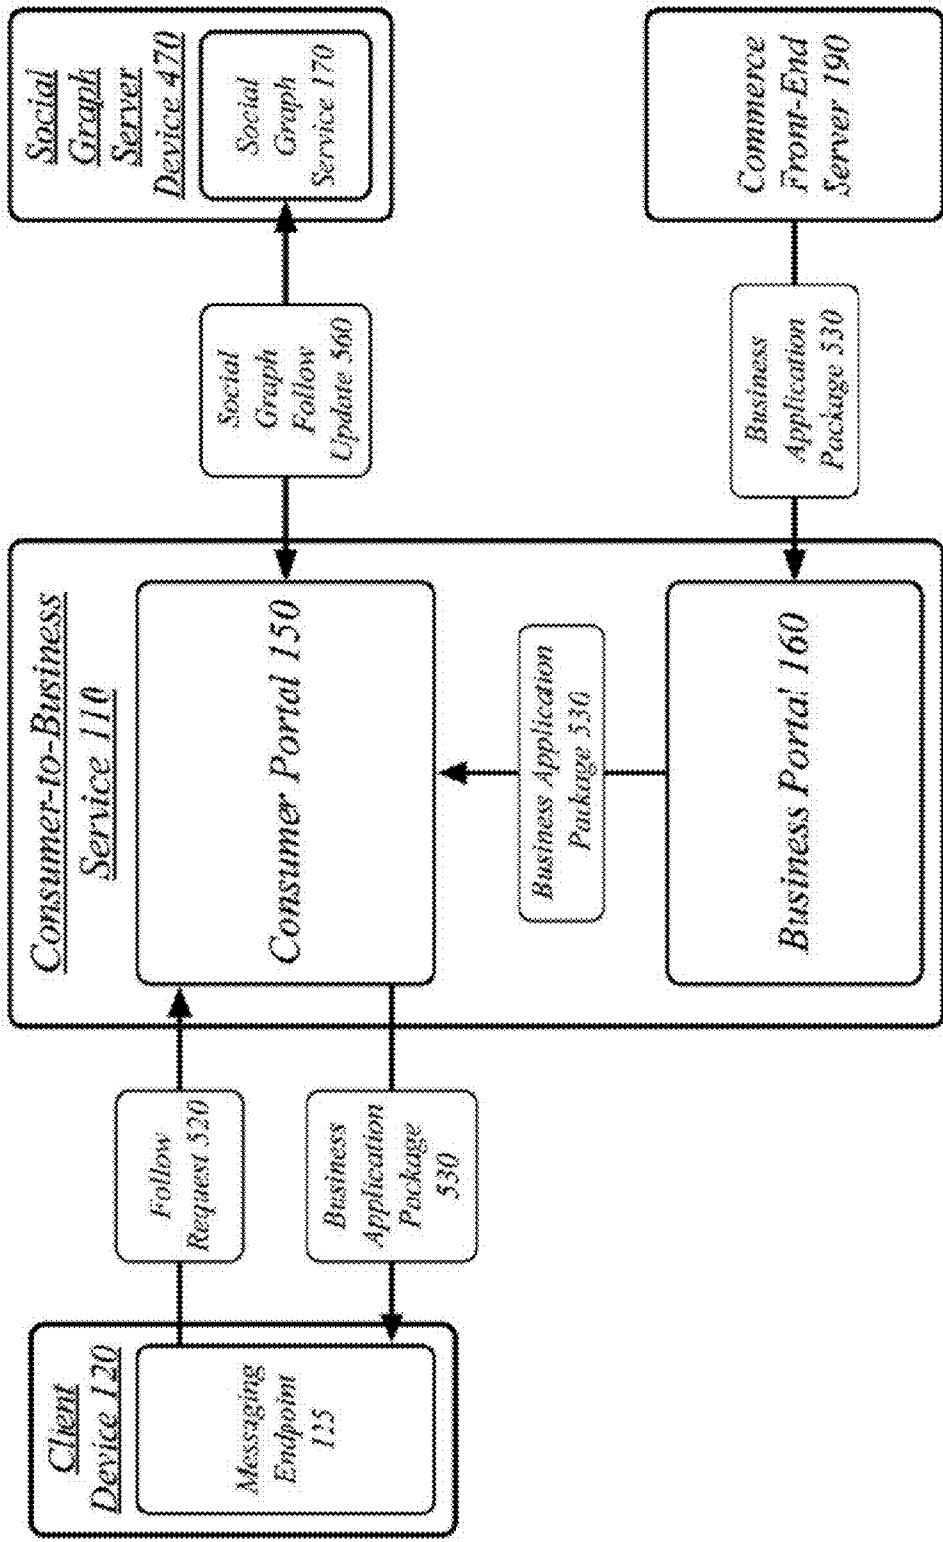 Client
Device 120
Messaging
Endpoint
125
Follow
Request 520
Business
Application
Package
530
Consumer-to-Business
Service 110
Consumer Portal 150
Business Application
Package 530
Business Portal 160
Social
Graph
Follow
Update 560
Business
Application
Package 530
Social
Graph
Server
Device 470
Social
Graph
Service 170
Commerce
Front-End
Server 190